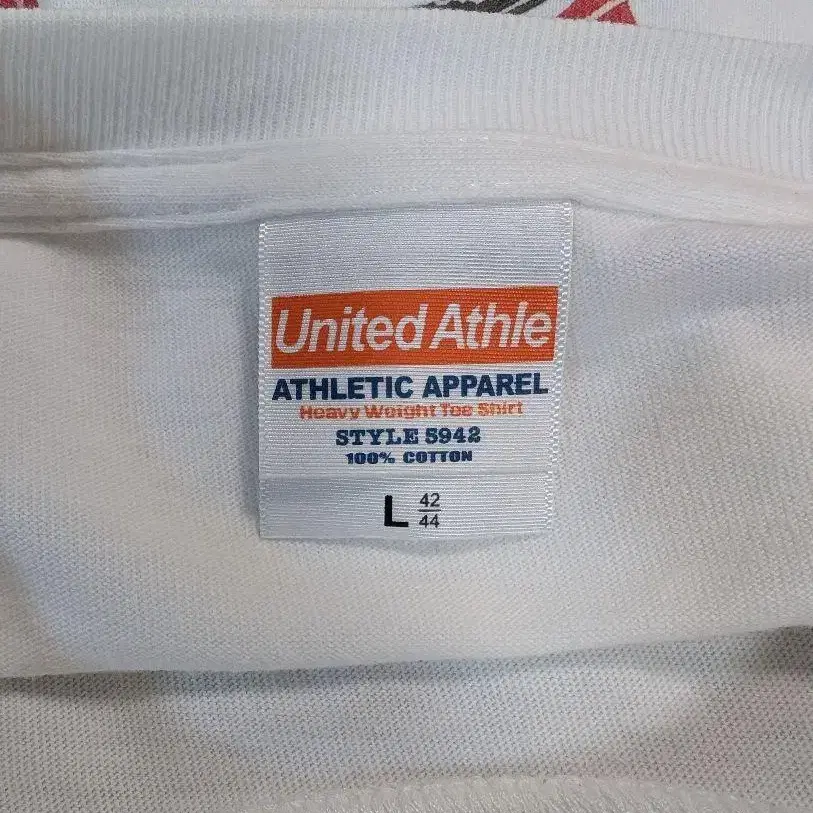 United Athle
ATHLETIC APPAREL
Heavy Weight Tee Shirt
STYLE 5942
100% COTTON
L 42
44